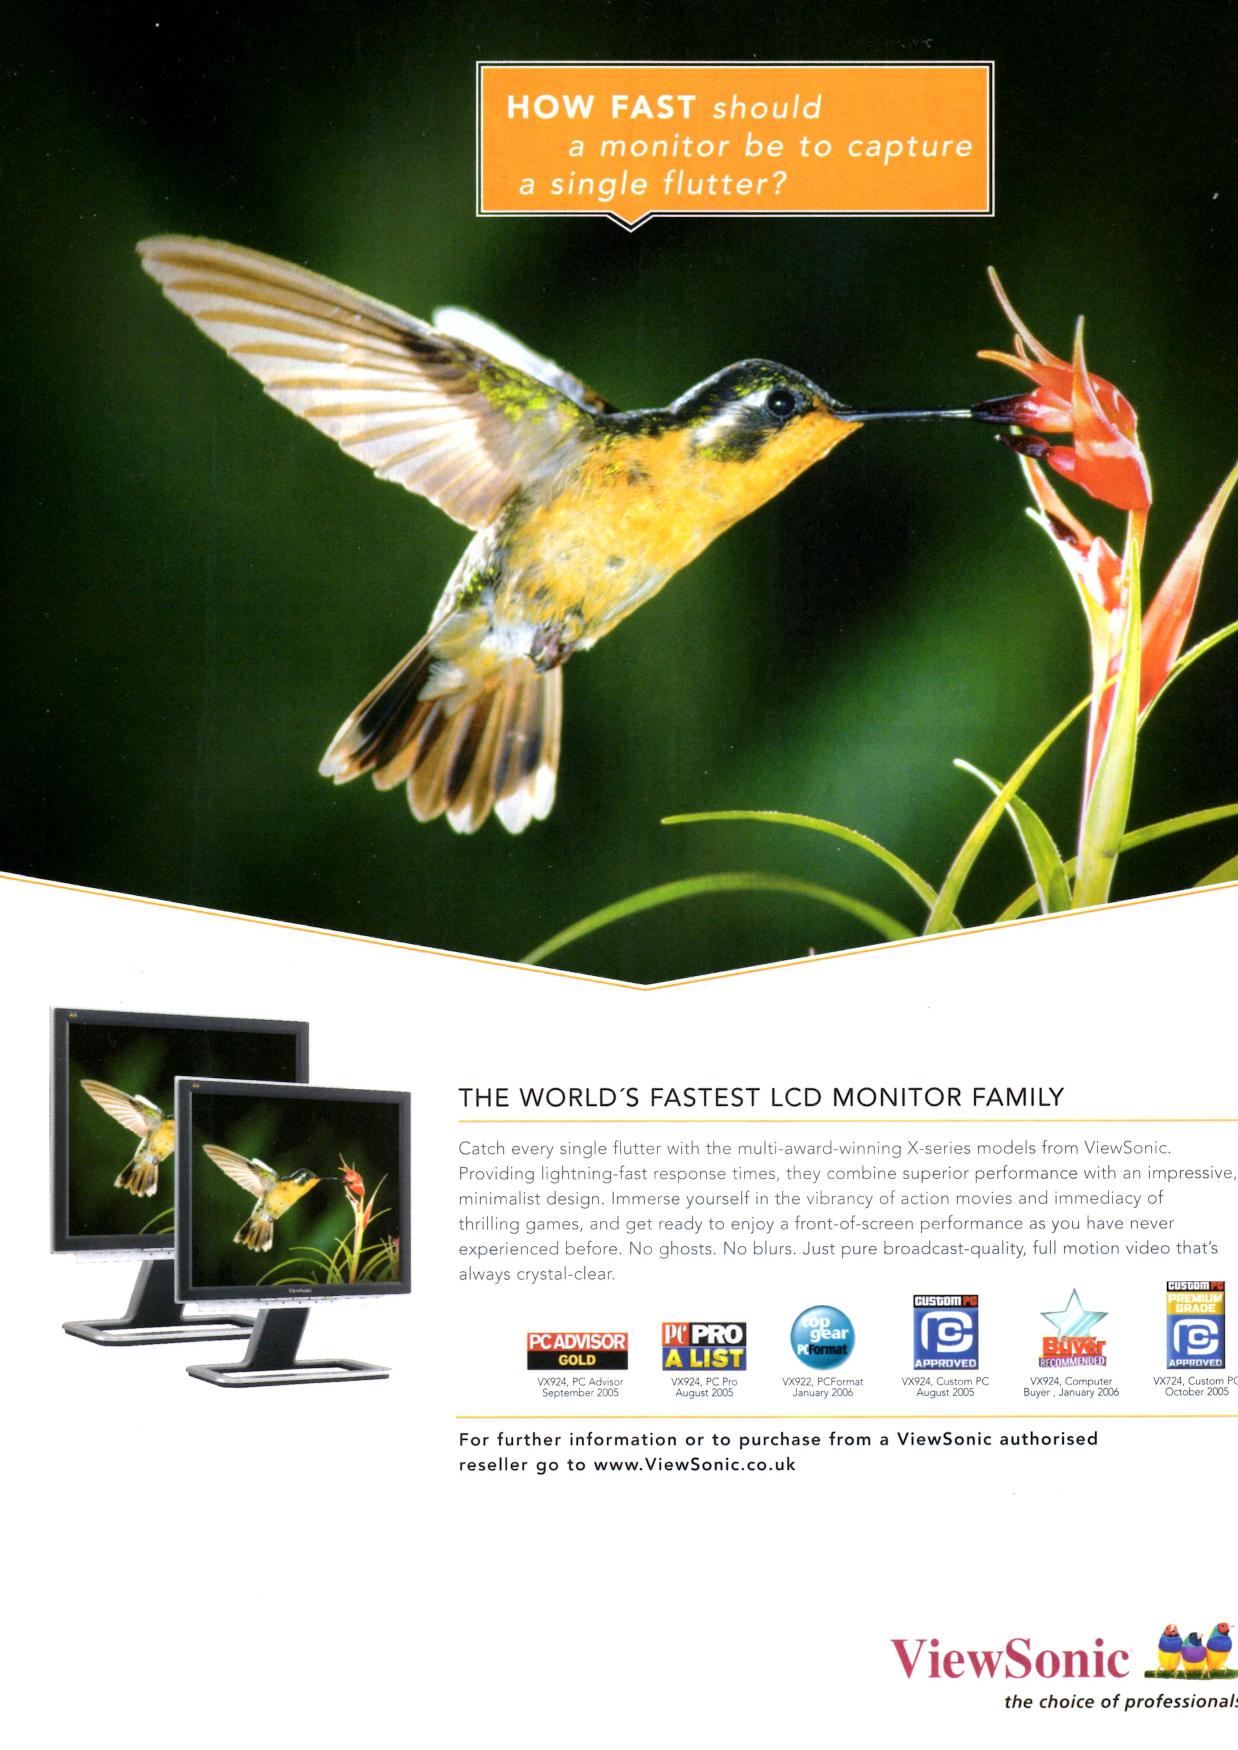 HOW FAST should
a monitor be to capture
a single flutter?
THE WORLD´S FASTEST LCD MONITOR FAMILY
Catch every single flutter with the multi-award-winning X-series models from ViewSonic.
Providing lightning-fast response times, they combine superior performance with an impressive,
minimalist design. Immerse yourself in the vibrancy of action movies and immediacy of
thrilling games, and get ready to enjoy a front-of-screen performance as you have never
experienced before. No ghosts. No blurs. Just pure broadcast-quality, full motion video that's
always crystal-clear.
PC ADVISOR
GOLD
VX924, PC Advisor
September 2005
PC PRO
A LIST
VX924, PC Pro
August 2005
top
gear
PCFormat
VX922, PCFormat
January 2006
CUSTOM PC
PC
APPROVED
VX924, Custom PC
August 2005
Buyer
RECOMMENDED
VX924, Computer
Buyer , January 2006
CUSTOM PC
PREMIUM
GRADE
PC
APPROVED
VX724, Custom PC
October 2005
For further information or to purchase from a ViewSonic authorised
reseller go to www.ViewSonic.co.uk
ViewSonic
ViewSonic
the choice of professionals